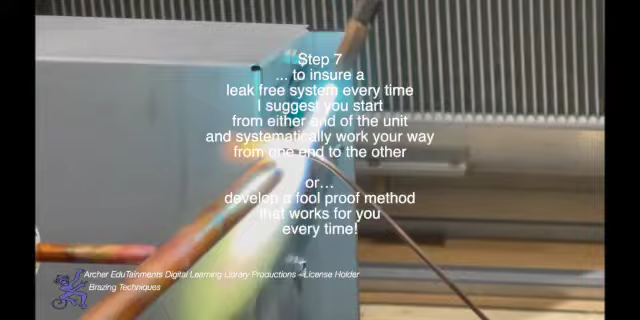 Step 7
... to insure a
leak free system every time
I suggest you start
from either end of the unit
and systematically work your way
from one end to the other
or...
develop a fool proof method
that works for you
every time!
Archer EduTainments Digital Learning Library Productions - License Holder
Brazing Techniques